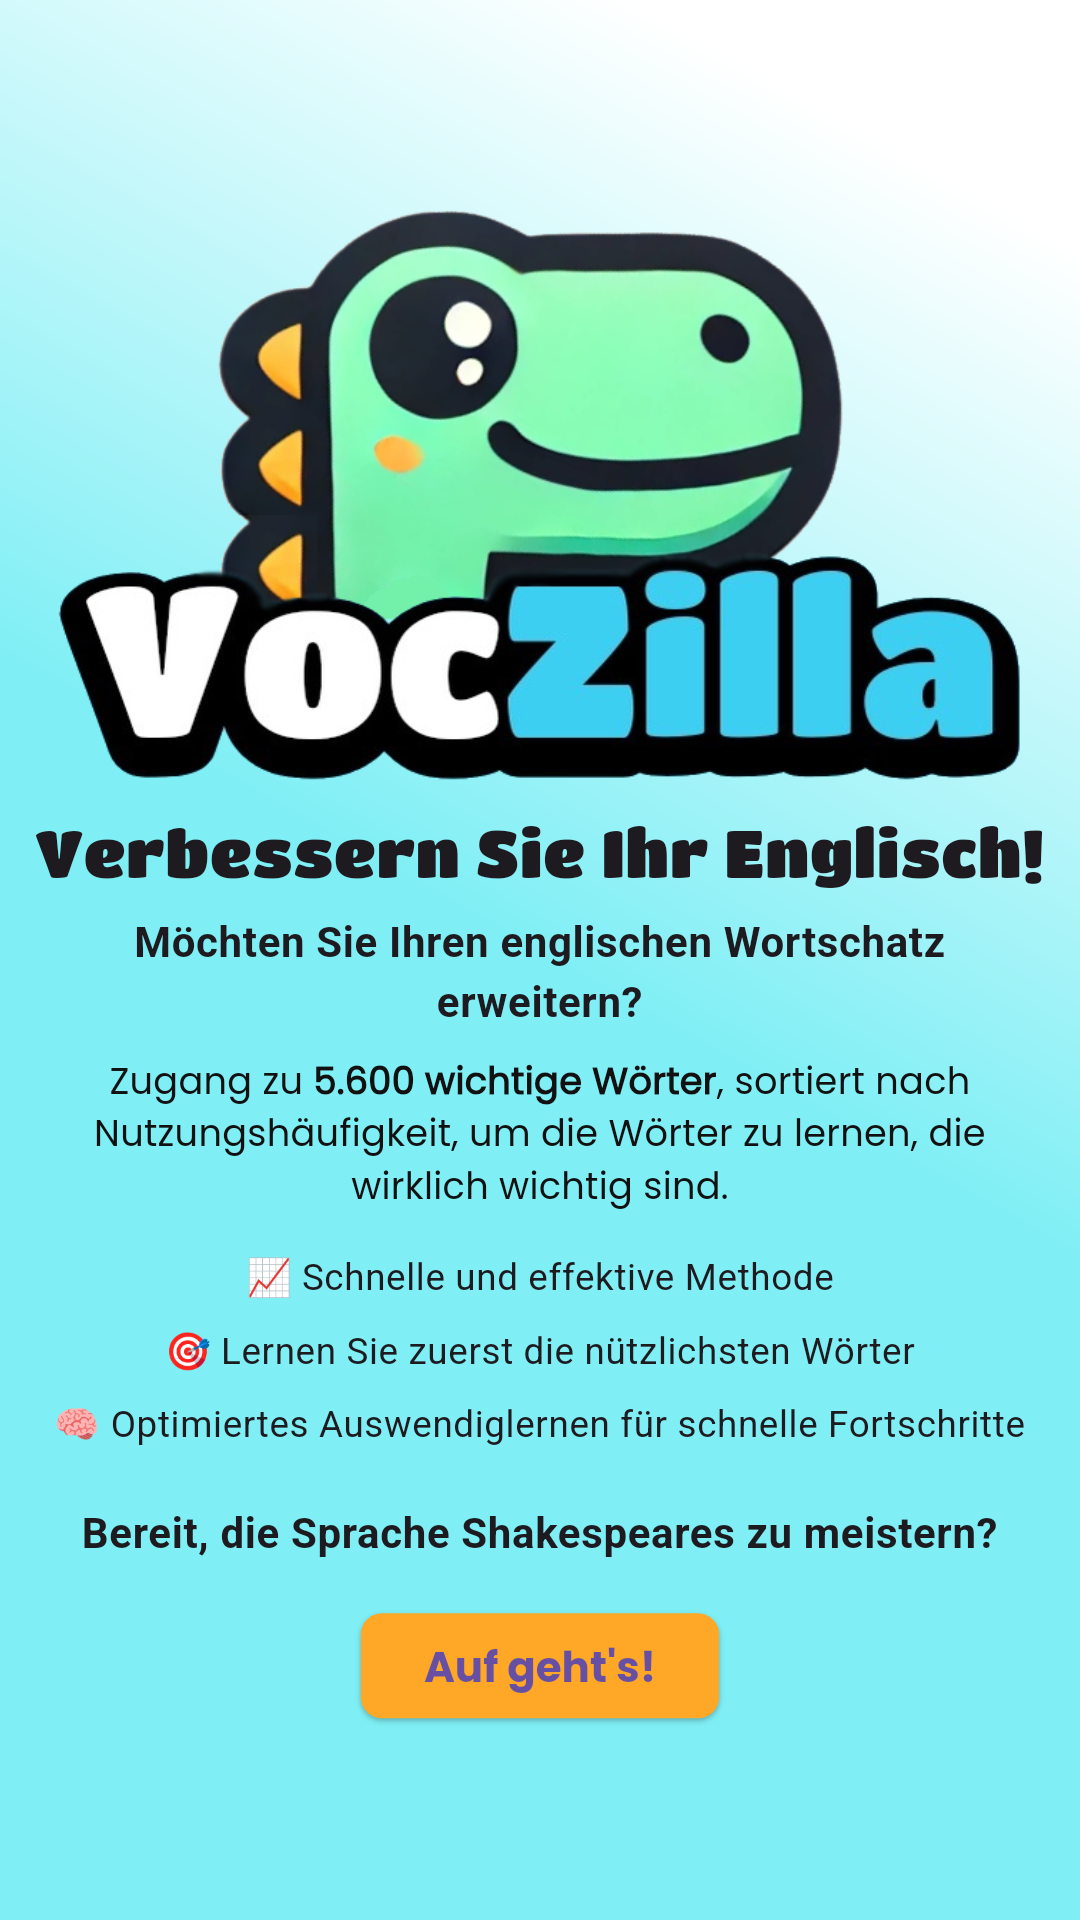 VocZilla
Verbessern Sie Ihr Englisch!
Möchten Sie Ihren englischen Wortschatz
erweitern?
Zugang zu 5.600 wichtige Wörter, sortiert nach
Nutzungshäufigkeit, um die Wörter zu lernen, die
wirklich wichtig sind.
📈 Schnelle und effektive Methode
🎯 Lernen Sie zuerst die nützlichsten Wörter
🧠 Optimiertes Auswendiglernen für schnelle Fortschritte
Bereit, die Sprache Shakespeares zu meistern?
Auf geht's!